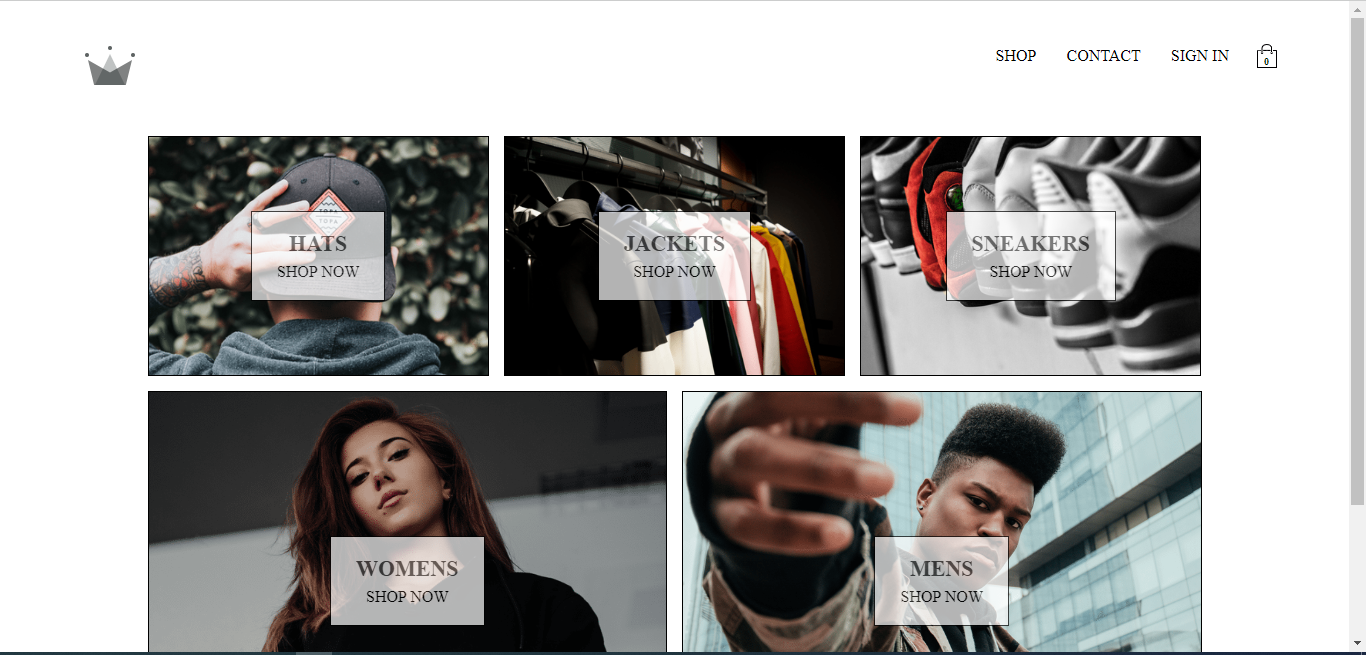 SHOP CONTACT SIGN IN
0
HATS
SHOP NOW
JACKETS
SHOP NOW
SNEAKERS
SHOP NOW
WOMENS
SHOP NOW
MENS
SHOP NOW